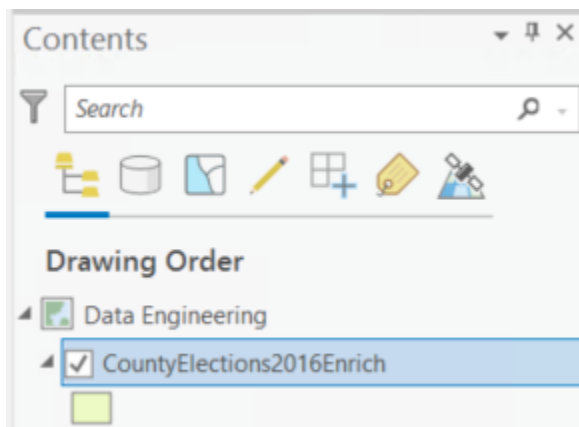 Contents
Search
Drawing Order
Data Engineering
CountyElections2016Enrich